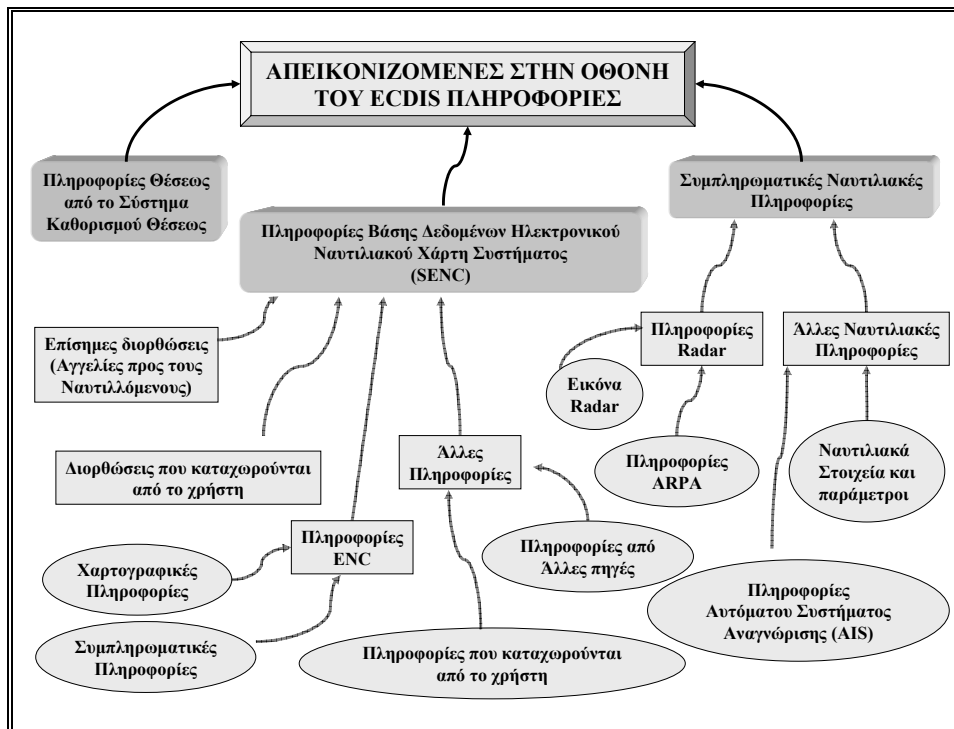 ΑΠΕΙΚΟΝΙΖΟΜΕΝΕΣ ΣΤΗΝ ΟΘΟΝΗ
ΤΟΥ ECDIS ΠΛΗΡΟΦΟΡΙΕΣ
Πληροφορίες Θέσεως
από το Σύστημα
Καθορισμού Θέσεως
Συμπληρωματικές Ναυτιλιακές
Πληροφορίες
Πληροφορίες Βάσης Δεδομένων Ηλεκτρονικού
Ναυτιλιακού Χάρτη Συστήματος
(SENC)
Επίσημες διορθώσεις
(Αγγελίες προς τους
Ναυτιλλόμενους)
Πληροφορίες
Radar
Άλλες Ναυτιλιακές
Πληροφορίες
Εικόνα
Radar
Διορθώσεις που καταχωρούνται
από το χρήστη
Άλλες
Πληροφορίες
Πληροφορίες
ARPA
Ναυτιλιακά
Στοιχεία και
παράμετροι
Πληροφορίες
ENC
Πληροφορίες από
Άλλες πηγές
Χαρτογραφικές
Πληροφορίες
Πληροφορίες
Αυτόματου Συστήματος
Αναγνώρισης (AIS)
Συμπληρωματικές
Πληροφορίες
Πληροφορίες που καταχωρούνται
από το χρήστη